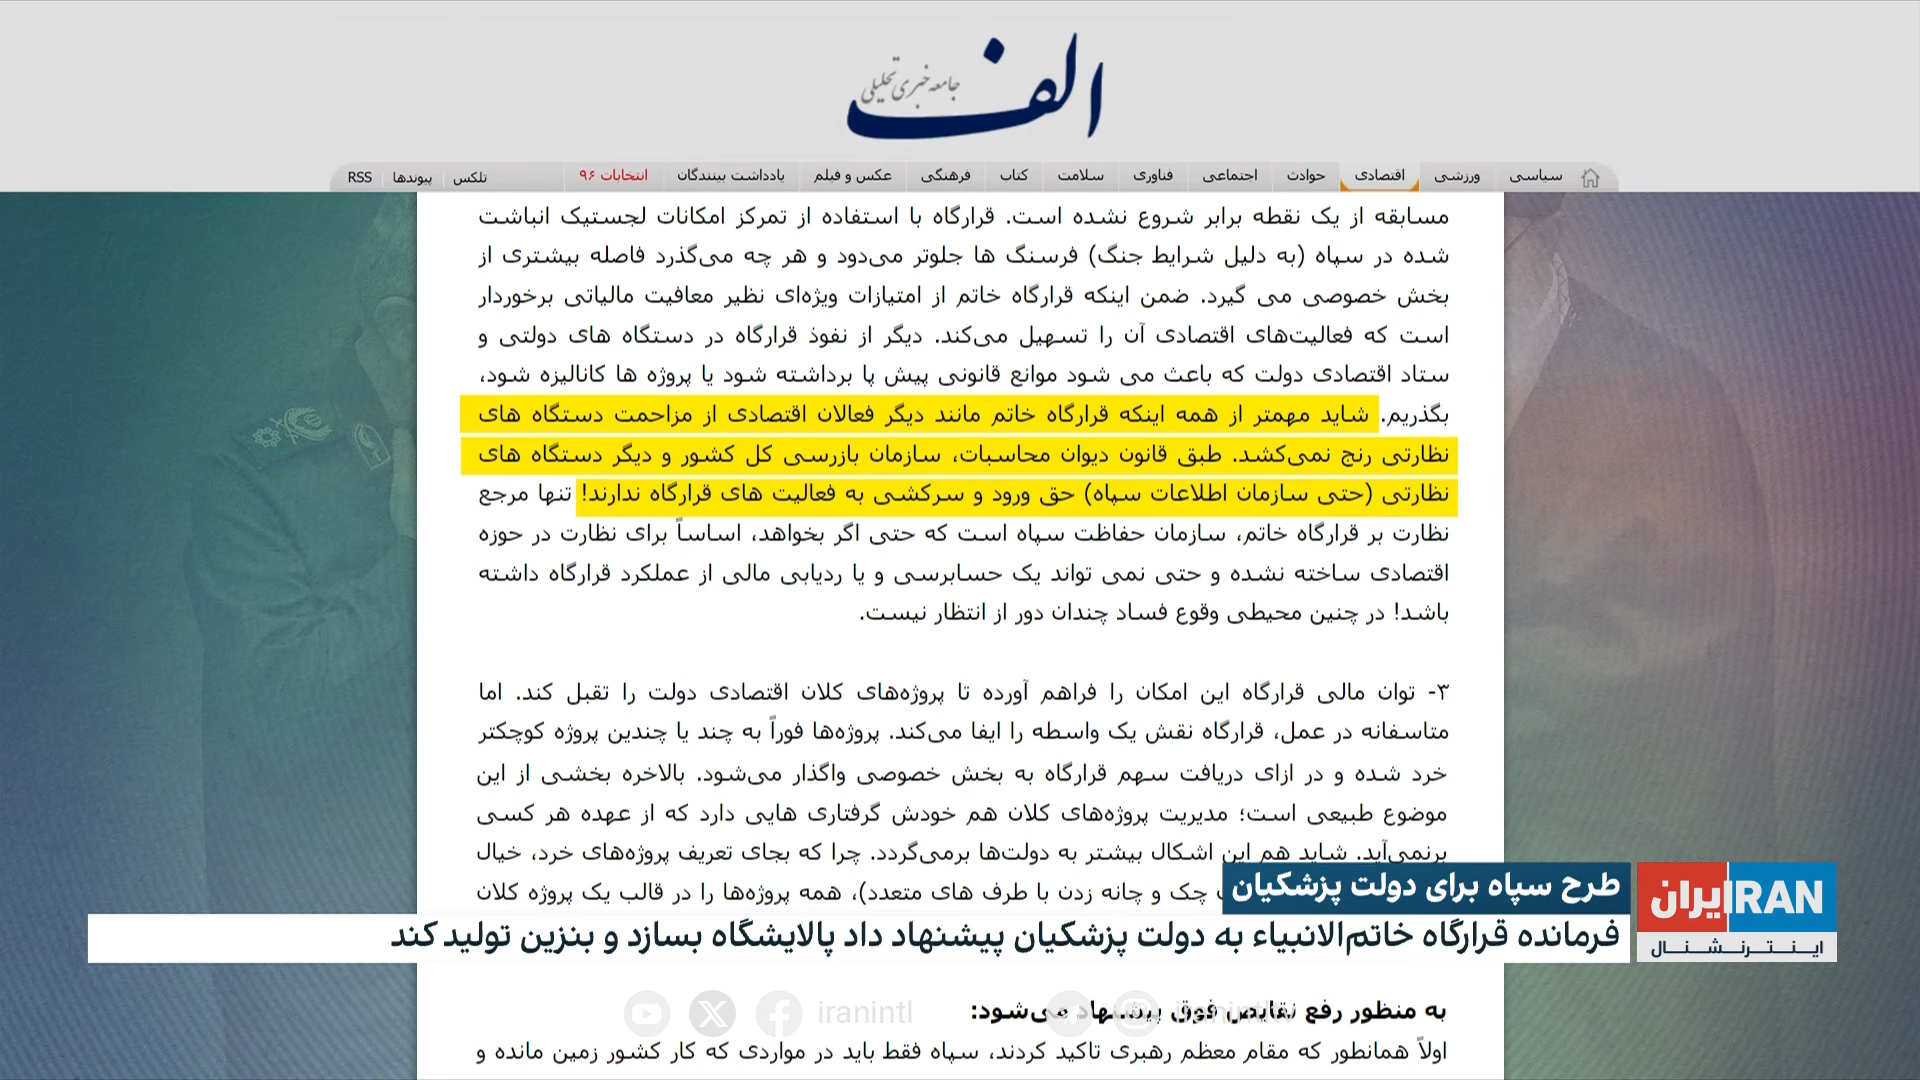 الف
جامعه خبری تحلیلی
سیاسی ورزشی اقتصادی حوادث اجتماعی فناوری سلامت کتاب فرهنگی عکس و فیلم یادداشت بینندگان انتخابات ۹۶ تلکس پیوندها RSS
مسابقه از یک نقطه برابر شروع نشده است. قرارگاه با استفاده از تمرکز امکانات لجستیک انباشت
شده در سپاه (به دلیل شرایط جنگ) فرسنگ ها جلوتر می‌دود و هر چه می‌گذرد فاصله بیشتری از
بخش خصوصی می گیرد. ضمن اینکه قرارگاه خاتم از امتیازات ویژه‌ای نظیر معافیت مالیاتی برخوردار
است که فعالیت‌های اقتصادی آن را تسهیل می‌کند. دیگر از نفوذ قرارگاه در دستگاه های دولتی و
ستاد اقتصادی دولت که باعث می شود موانع قانونی پیش پا برداشته شود یا پروژه ها کانالیزه شود،
بگذریم. شاید مهمتر از همه اینکه قرارگاه خاتم مانند دیگر فعالان اقتصادی از مزاحمت دستگاه های
نظارتی رنج نمی‌کشد. طبق قانون دیوان محاسبات، سازمان بازرسی کل کشور و دیگر دستگاه های
نظارتی (حتی سازمان اطلاعات سپاه) حق ورود و سرکشی به فعالیت های قرارگاه ندارند! تنها مرجع
نظارت بر قرارگاه خاتم، سازمان حفاظت سپاه است که حتی اگر بخواهد، اساساً برای نظارت در حوزه
اقتصادی ساخته نشده و حتی نمی تواند یک حسابرسی و یا ردیابی مالی از عملکرد قرارگاه داشته
باشد! در چنین محیطی وقوع فساد چندان دور از انتظار نیست.
۳- توان مالی قرارگاه این امکان را فراهم آورده تا پروژه‌های کلان اقتصادی دولت را تقبل کند. اما
متاسفانه در عمل، قرارگاه نقش یک واسطه را ایفا می‌کند. پروژه‌ها فوراً به چند یا چندین پروژه کوچکتر
خرد شده و در ازای دریافت سهم قرارگاه به بخش خصوصی واگذار می‌شود. بالاخره بخشی از این
موضوع طبیعی است؛ مدیریت پروژه‌های کلان هم خودش گرفتاری هایی دارد که از عهده هر کسی
برنمی‌آید. شاید هم این اشکال بیشتر به دولت‌ها برمی‌گردد. چرا که بجای تعریف پروژه‌های خرد، خیال
چک و چانه زدن با طرف های متعدد)، همه پروژه‌ها را در قالب یک پروژه کلان
طرح سپاه برای دولت پزشکیان
فرمانده قرارگاه خاتم‌الانبیاء به دولت پزشکیان پیشنهاد داد پالایشگاه بسازد و بنزین تولید کند
ایران IRAN
اینترنشنال
به منظور رفع نقایص فوق پیشنهاد می‌شود:
iranintl
iranintltv
اولاً همانطور که مقام معظم رهبری تاکید کردند، سپاه فقط باید در مواردی که کار کشور زمین مانده و